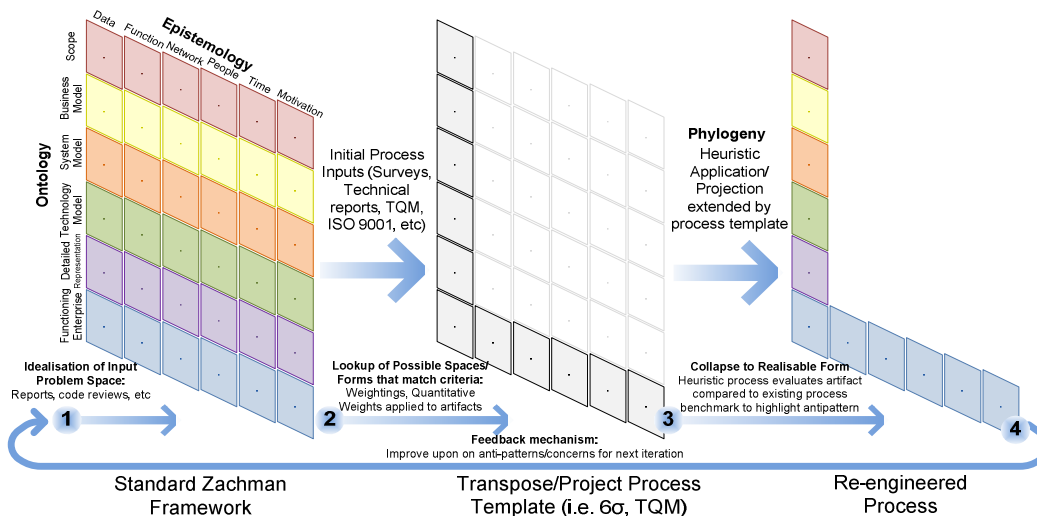 Epistemology
Data
Function
Network
People
Time
Motivation
Ontology
Scope
Business
Model
System
Model
Technology
Model
Detailed
Representation
Functioning
Enterprise
Initial Process
Inputs (Surveys,
Technical
reports, TQM,
ISO 9001, etc)
Phylogeny
Heuristic
Application/
Projection
extended by
process template
Idealisation of Input
Problem Space:
Reports, code reviews, etc
1
Lookup of Possible Spaces/
Forms that match criteria:
Weightings, Quantitative
Weights applied to artifacts
2
Collapse to Realisable Form
Heuristic process evaluates artifact
compared to existing process
benchmark to highlight antipattern
3
4
Feedback mechanism:
Improve upon on anti-patterns/concerns for next iteration
Standard Zachman
Framework
Transpose/Project Process
Template (i.e. 6σ, TQM)
Re-engineered
Process